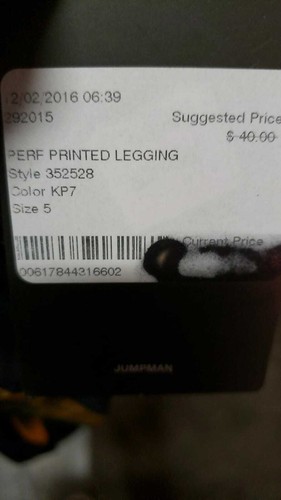 12/02/2016 06:39
292015
Suggested Price
$ 40.00
PERF PRINTED LEGGING
Style 352528
Color KP7
Size 5
Current Price
00617844316602
JUMPMAN